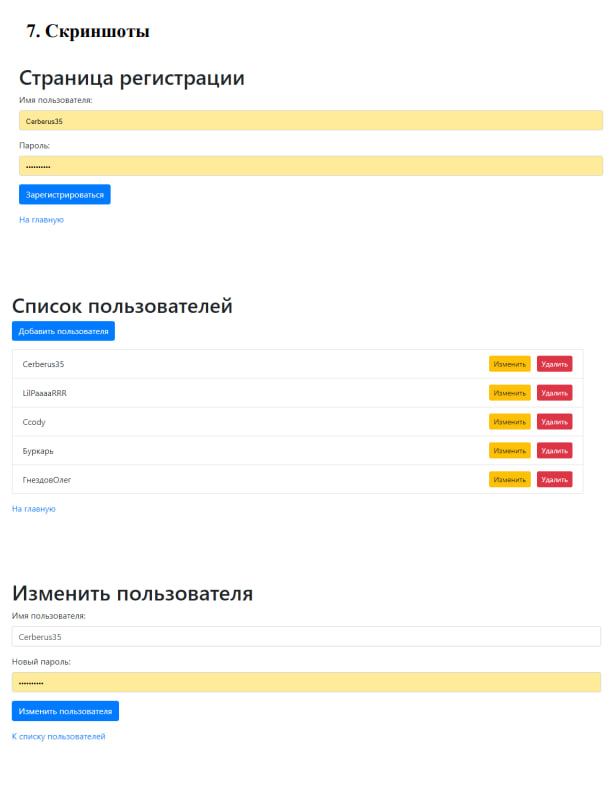 7. Скриншоты
Страница регистрации
Имя пользователя:
Cerberus35
Пароль:
••••••••••
Зарегистрироваться
На главную
Список пользователей
Добавить пользователя
Cerberus35 Изменить Удалить
LilPaaaaRRR Изменить Удалить
Ccody Изменить Удалить
Буркарь Изменить Удалить
ГнездовОлег Изменить Удалить
На главную
Изменить пользователя
Имя пользователя:
Cerberus35
Новый пароль:
••••••••••
Изменить пользователя
К списку пользователей